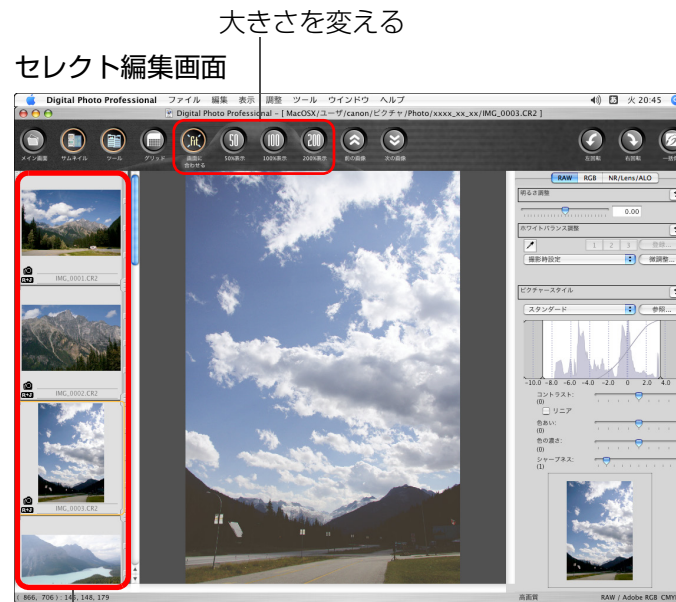 大きさを変える
セレクト編集画面
Digital Photo Professional ファイル 編集 表示 調整 ツール ウインドウ ヘルプ 火 20:45
Digital Photo Professional – [ MacOSX/ユーザ/canon/ピクチャ/Photo/xxxx_xx_xx/IMG_0003.CR2 ]
50 100 200
メイン画面 サムネイル ツール グリッド 画面に合わせる 50%表示 100%表示 200%表示 前の画像 次の画像 左回転 右回転
RAW RGB NR/Lens/ALO
明るさ調整
0.00
ホワイトバランス調整
1 2 3 登録...
撮影時設定 微調整...
IMG_0001.CR2
ピクチャースタイル
スタンダード 参照...
-10.0 -8.0 -6.0 -4.0 -2.0 0 2.0 4.0
IMG_0002.CR2
コントラスト:
(0)
リニア
色あい:
(0)
色の濃さ:
(0)
シャープネス:
(1)
IMG_0003.CR2
( 866, 706) : 145, 148, 179 高画質 RAW / Adobe RGB